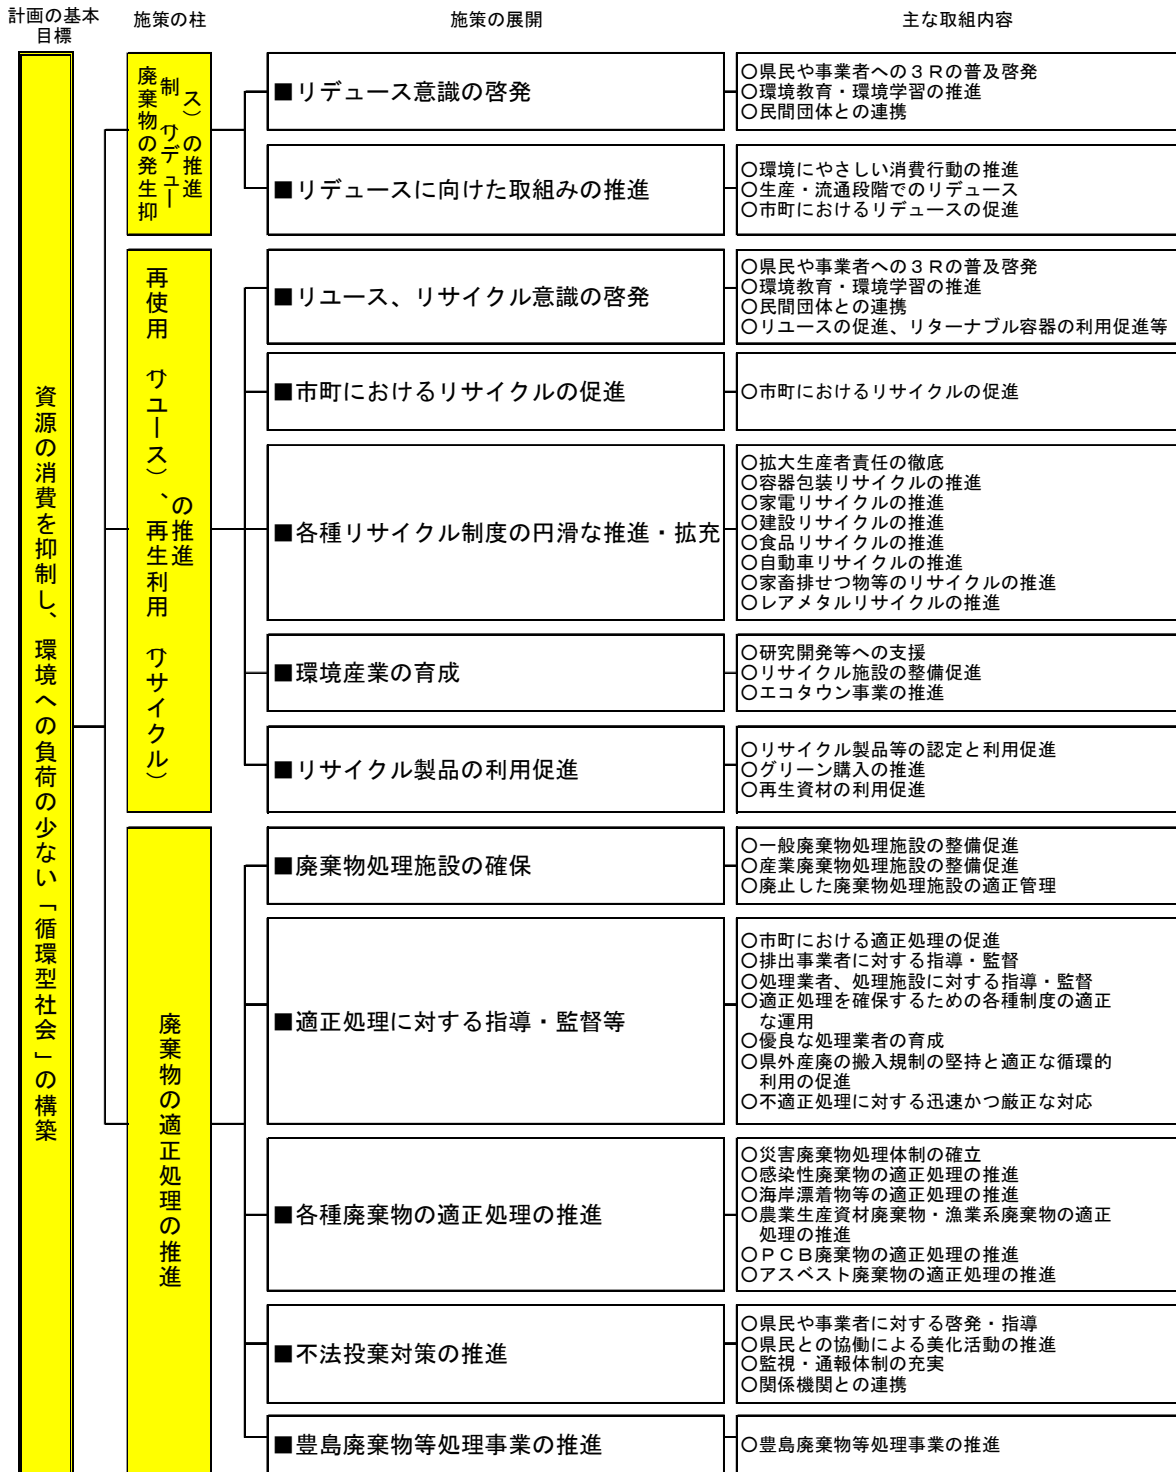 計画の基本
目標
施策の柱
施策の展開
主な取組内容
資源の消費を抑制し、環境への負荷の少ない「循環型社会」の構築
廃棄物の発生抑
制（リデュー
ス）の推進
■リデュース意識の啓発
○県民や事業者への３Ｒの普及啓発
○環境教育・環境学習の推進
○民間団体との連携
■リデュースに向けた取組みの推進
○環境にやさしい消費行動の推進
○生産・流通段階でのリデュース
○市町におけるリデュースの促進
再使用（リユース）、再生利用（リサイクル）
の推進
■リユース、リサイクル意識の啓発
○県民や事業者への３Ｒの普及啓発
○環境教育・環境学習の推進
○民間団体との連携
○リユースの促進、リターナブル容器の利用促進等
■市町におけるリサイクルの促進
○市町におけるリサイクルの促進
■各種リサイクル制度の円滑な推進・拡充
○拡大生産者責任の徹底
○容器包装リサイクルの推進
○家電リサイクルの推進
○建設リサイクルの推進
○食品リサイクルの推進
○自動車リサイクルの推進
○家畜排せつ物等のリサイクルの推進
○レアメタルリサイクルの推進
■環境産業の育成
○研究開発等への支援
○リサイクル施設の整備促進
○エコタウン事業の推進
■リサイクル製品の利用促進
○リサイクル製品等の認定と利用促進
○グリーン購入の推進
○再生資材の利用促進
廃棄物の適正処理の推進
■廃棄物処理施設の確保
○一般廃棄物処理施設の整備促進
○産業廃棄物処理施設の整備促進
○廃止した廃棄物処理施設の適正管理
■適正処理に対する指導・監督等
○市町における適正処理の促進
○排出事業者に対する指導・監督
○処理業者、処理施設に対する指導・監督
○適正処理を確保するための各種制度の適正
な運用
○優良な処理業者の育成
○県外産廃の搬入規制の堅持と適正な循環的
利用の促進
○不適正処理に対する迅速かつ厳正な対応
■各種廃棄物の適正処理の推進
○災害廃棄物処理体制の確立
○感染性廃棄物の適正処理の推進
○海岸漂着物等の適正処理の推進
○農業生産資材廃棄物・漁業系廃棄物の適正
処理の推進
○ＰＣＢ廃棄物の適正処理の推進
○アスベスト廃棄物の適正処理の推進
■不法投棄対策の推進
○県民や事業者に対する啓発・指導
○県民との協働による美化活動の推進
○監視・通報体制の充実
○関係機関との連携
■豊島廃棄物等処理事業の推進
○豊島廃棄物等処理事業の推進